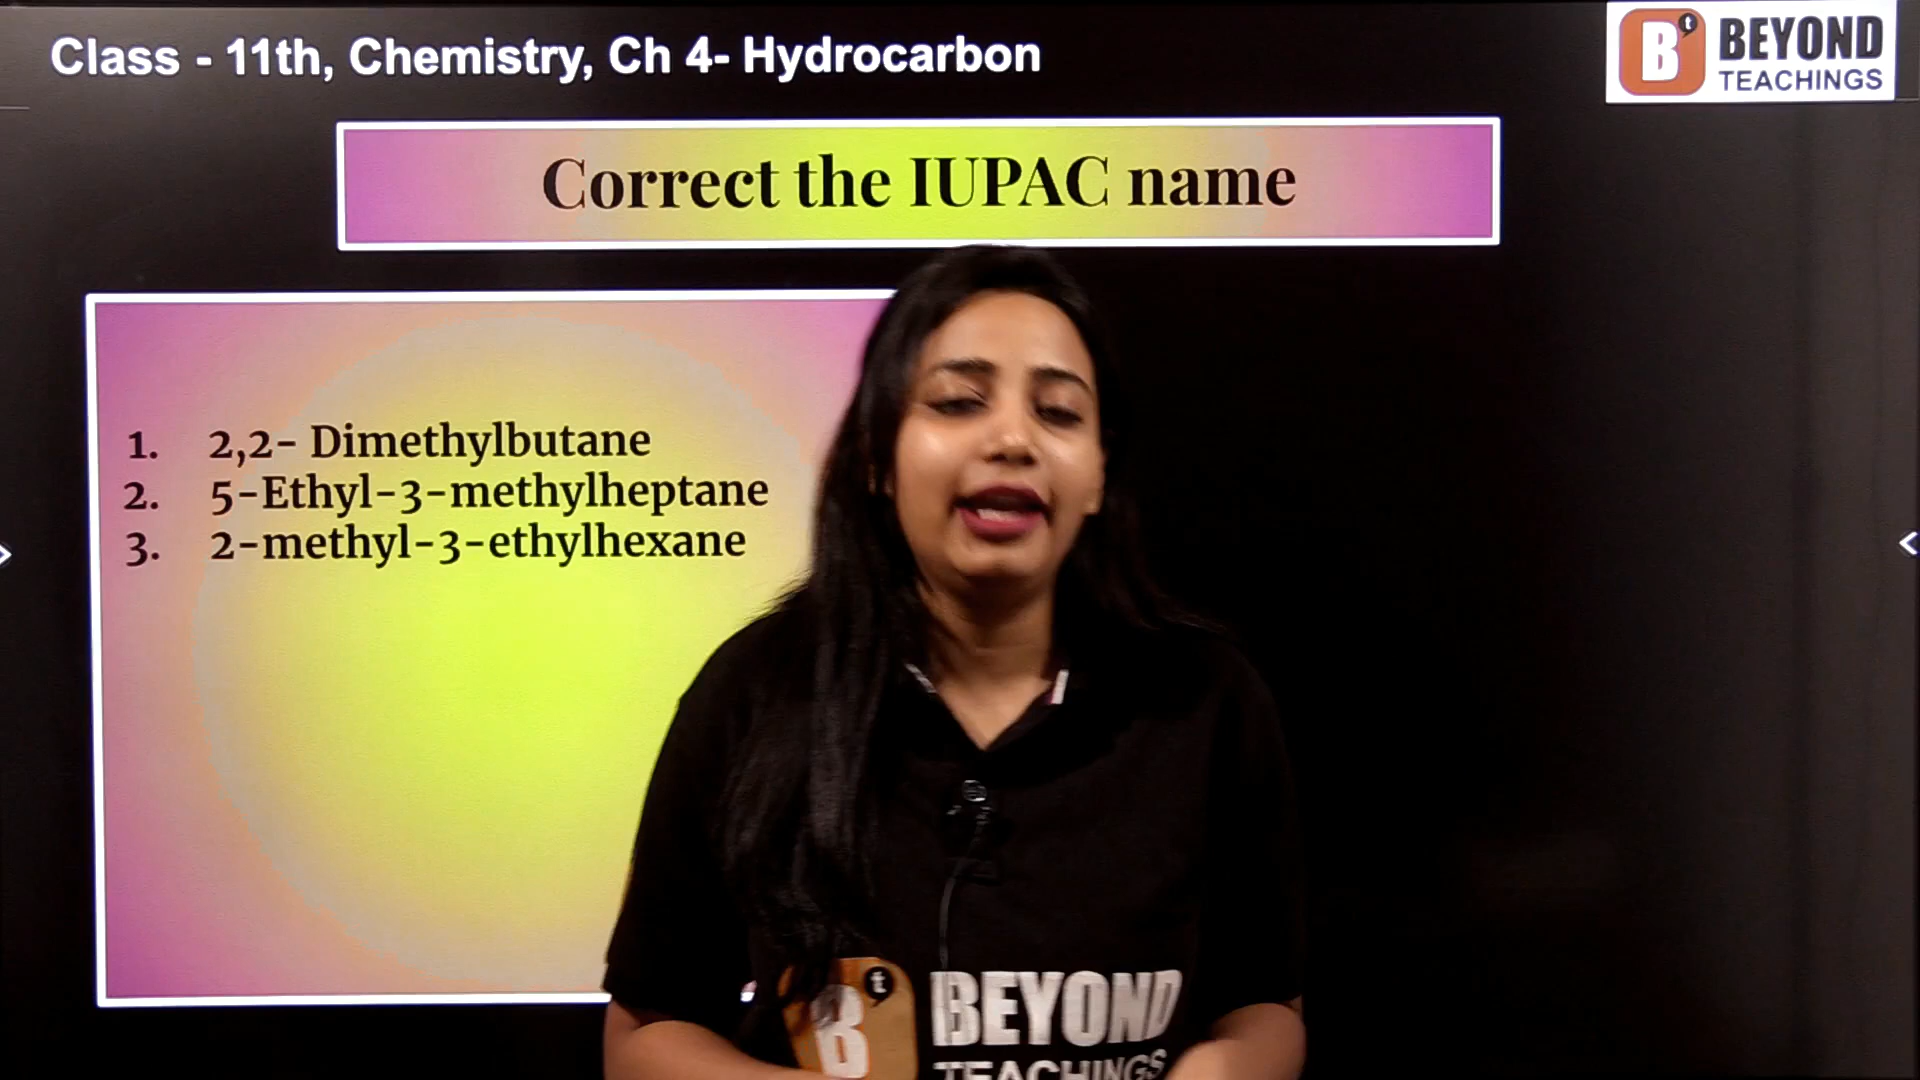 Class - 11th, Chemistry, Ch 4- Hydrocarbon
BEYOND
TEACHINGS
Correct the IUPAC name
1. 2,2- Dimethylbutane
2. 5-Ethyl-3-methylheptane
3. 2-methyl-3-ethylhexane
BEYOND
TEACHINGS